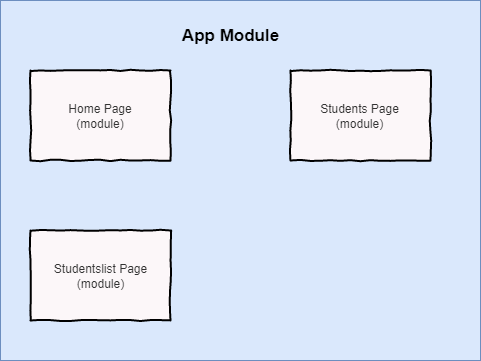 App Module
Home Page
(module)
Students Page
(module)
Studentslist Page
(module)